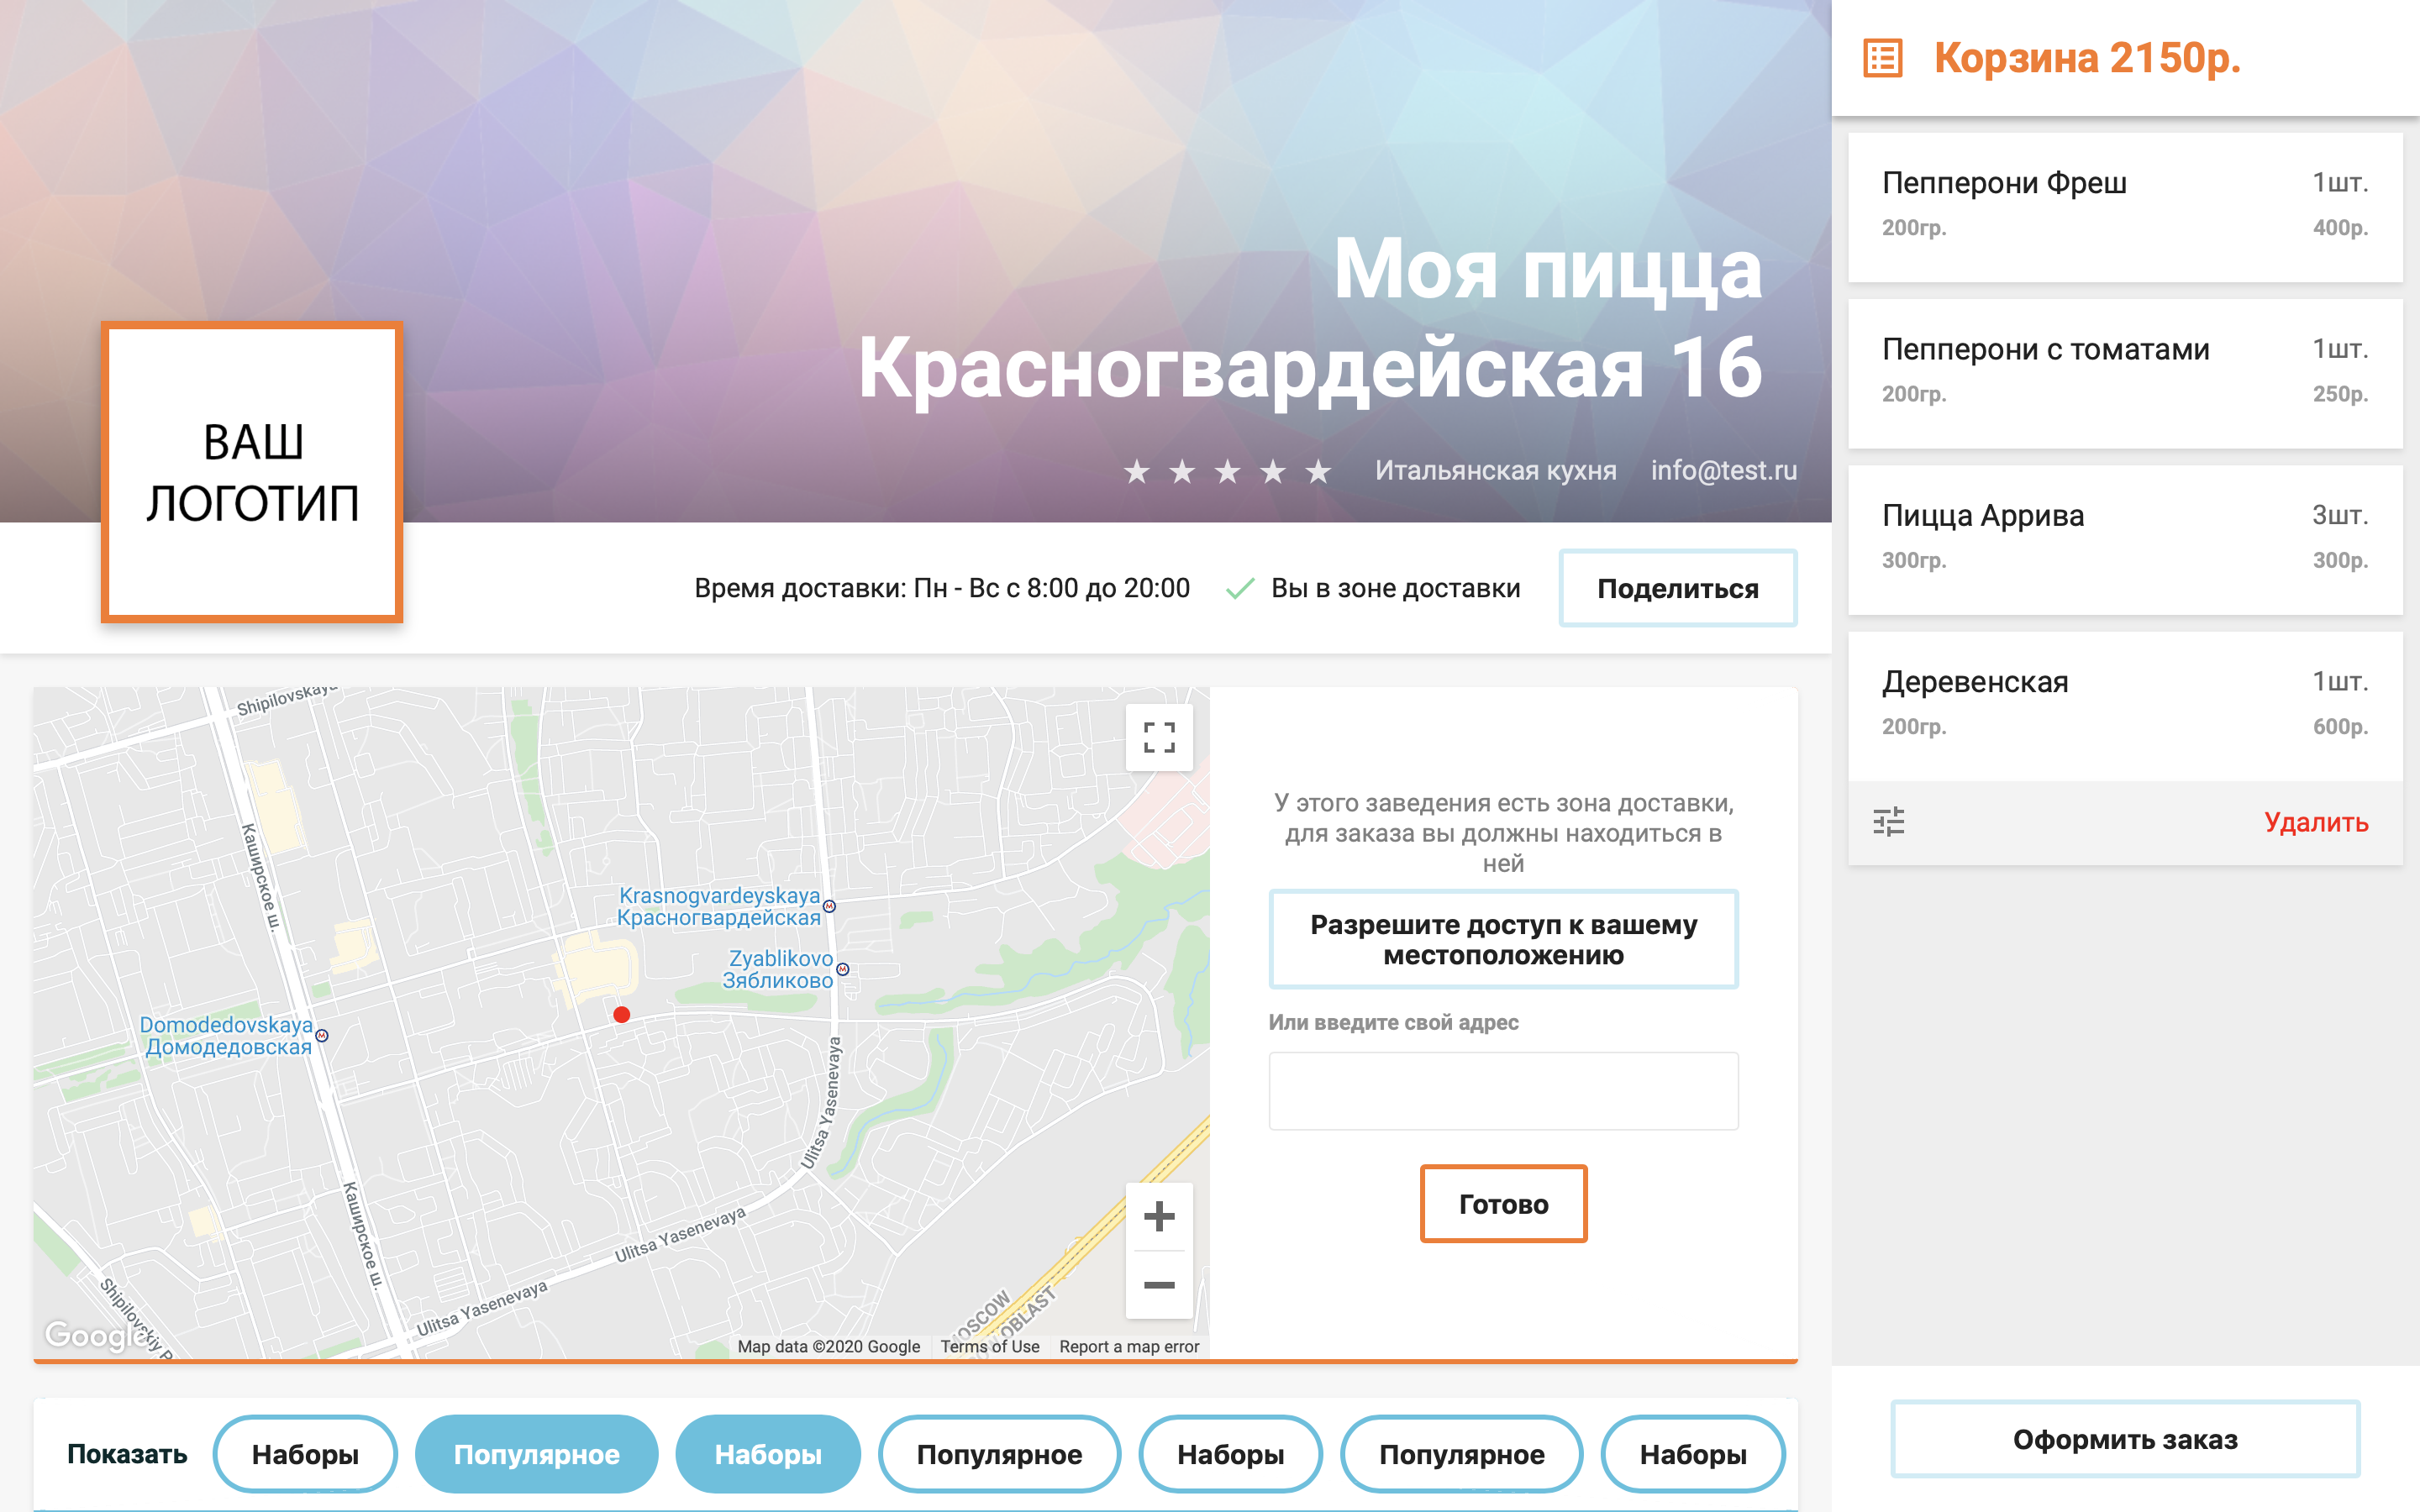 Моя пицца
Красногвардейская 16
★ ★ ★ ★ ★ Итальянская кухня info@test.ru
ВАШ
ЛОГОТИП
Время доставки: Пн - Вс с 8:00 до 20:00 Вы в зоне доставки Поделиться
Shipilovskaya
Каширское ш.
Krasnogvardeyskaya
Красногвардейская
Zyablikovo
Зябликово
Domodedovskaya
Домодедовская
Ulitsa Yasenevaya
Каширское ш.
Ulitsa Yasenevaya
Ulitsa Yasenevaya
Shipilovskiy P
MOSCOW
OBLAST
Google
Map data ©2020 Google Terms of Use Report a map error
У этого заведения есть зона доставки,
для заказа вы должны находиться в
ней
Разрешите доступ к вашему
местоположению
Или введите свой адрес
Готово
Показать Наборы Популярное Наборы Популярное Наборы Популярное Наборы
Корзина 2150р.
Пепперони Фреш 1шт.
200гр. 400р.
Пепперони с томатами 1шт.
200гр. 250р.
Пицца Аррива 3шт.
300гр. 300р.
Деревенская 1шт.
200гр. 600р.
Удалить
Оформить заказ